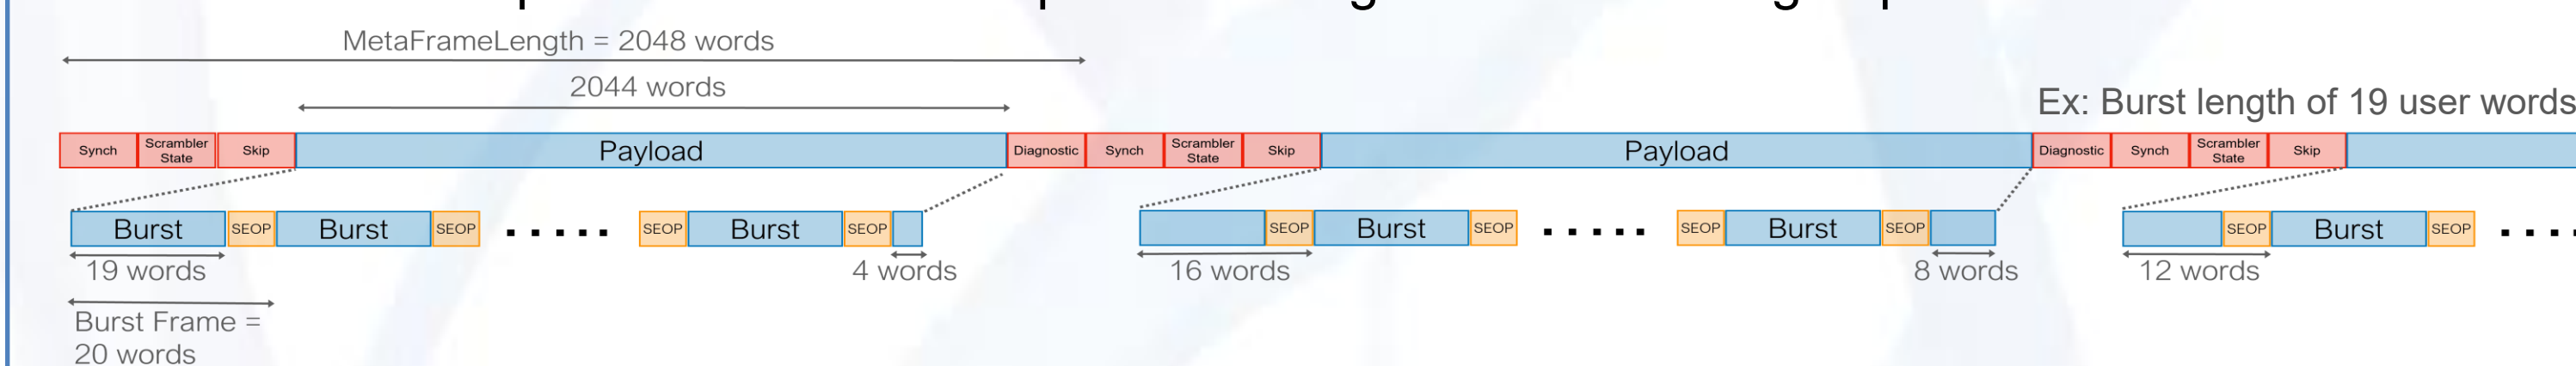 MetaFrameLength = 2048 words
2044 words
Ex: Burst length of 19 user words
Synch
Scrambler
State
Skip
Payload
Diagnostic
Synch
Scrambler
State
Skip
Payload
Diagnostic
Synch
Scrambler
State
Skip
Burst
SEOP
Burst
SEOP
.....
SEOP
Burst
SEOP
SEOP
Burst
SEOP
.....
SEOP
Burst
SEOP
SEOP
Burst
SEOP
....
19 words
4 words
16 words
8 words
12 words
Burst Frame =
20 words